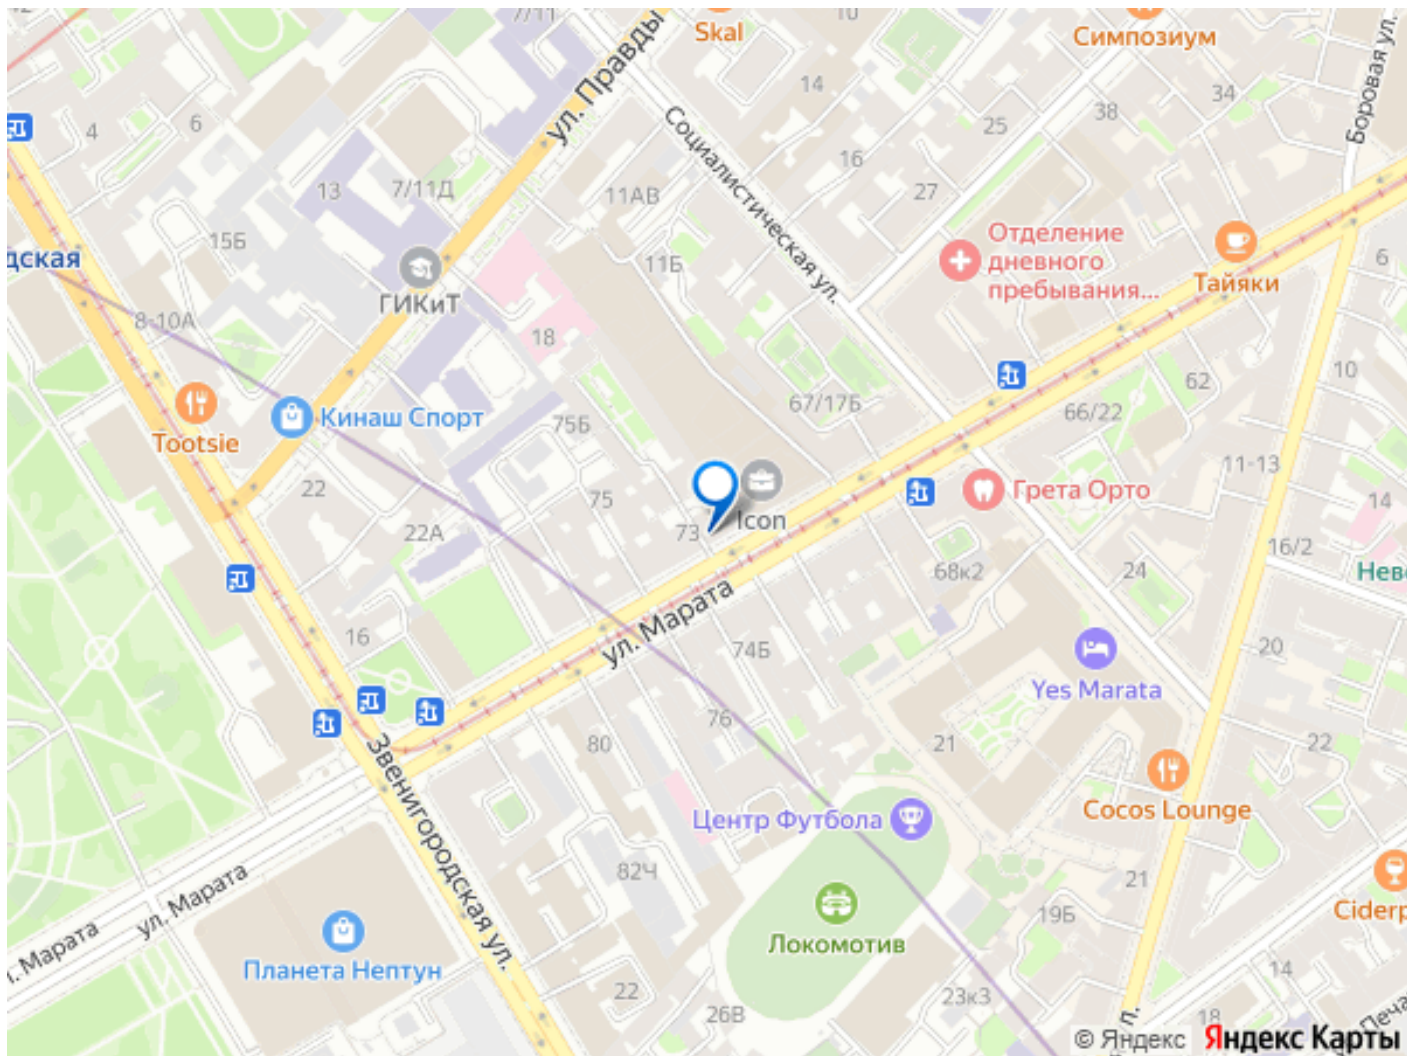 7/11
Skal
10
Симпозиум
ул. Правды
Боровая ул.
14
34
38
25
4
6
Социалистическая ул.
16
27
13
7/11Д
11АВ
15Б
дская
Отделение
дневного
пребывания...
Тайяки
6
11Б
ГИКиТ
8-10А
18
10
62
67/17Б
66/22
Tootsie
Кинаш Спорт
75Б
11-13
22
75
Icon
Грета Орто
14
22А
73
16/2
68к2
24
Нев
16
ул. Марата
74Б
20
Yes Marata
76
80
21
22
Звенигородская ул.
Центр Футбола
Cocos Lounge
82Ч
21
19Б
ул. Марата
Локомотив
Ciderp
. Марата
Планета Нептун
14
22
23к3
26В
18
п.
Печа
© Яндекс Яндекс Карты